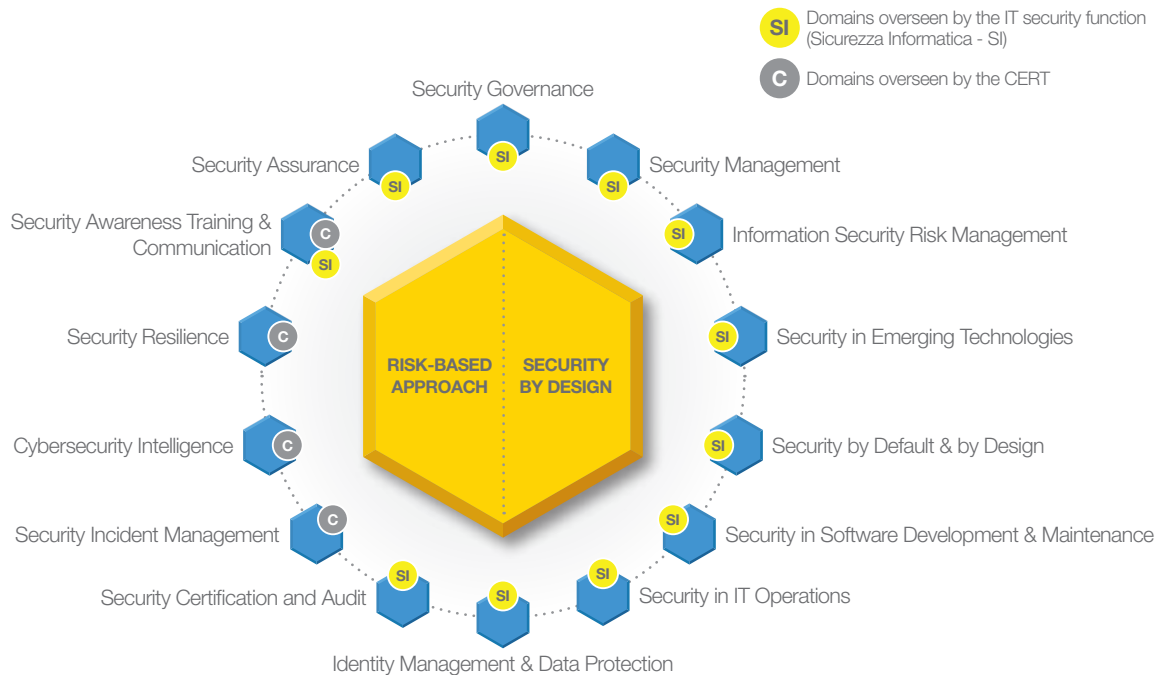 SI
Domains overseen by the IT security function
(Sicurezza Informatica - SI)
C
Domains overseen by the CERT
Security Governance
SI
Security Assurance
SI
Security Management
SI
Security Awareness Training &
Communication
C
SI
Information Security Risk Management
SI
Security Resilience
C
Security in Emerging Technologies
SI
RISK-BASED
APPROACH
SECURITY
BY DESIGN
Cybersecurity Intelligence
C
Security by Default & by Design
SI
Security Incident Management
C
Security in Software Development & Maintenance
SI
Security Certification and Audit
SI
Security in IT Operations
SI
Identity Management & Data Protection
SI